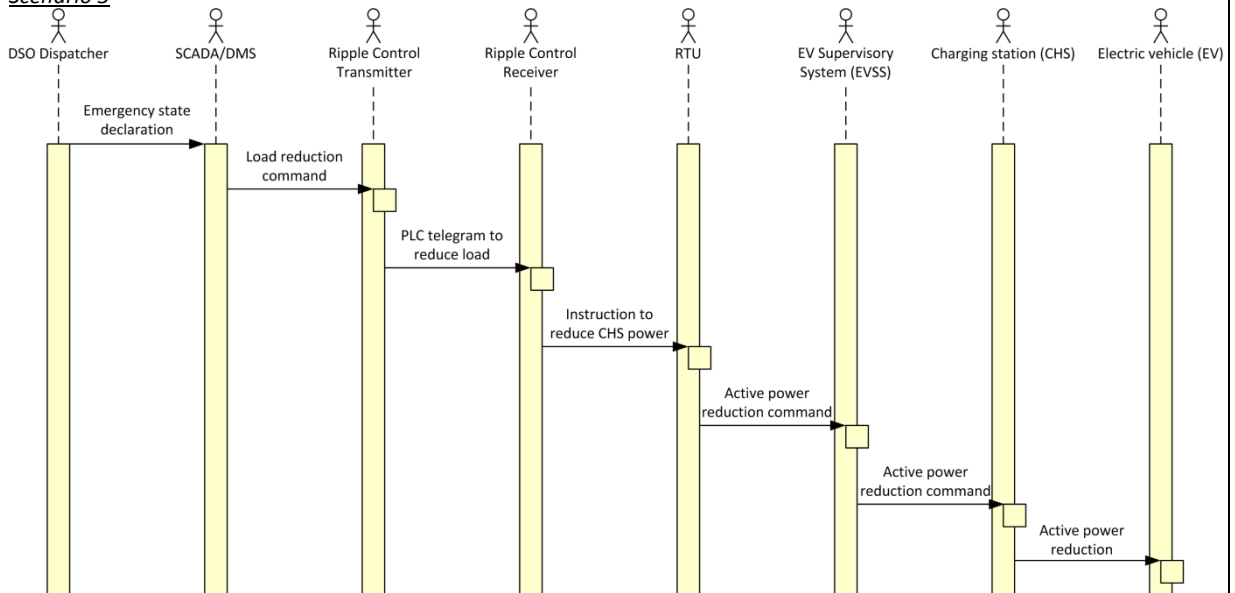 Scenario 3
DSO Dispatcher
SCADA/DMS
Ripple Control
Transmitter
Ripple Control
Receiver
RTU
EV Supervisory
System (EVSS)
Charging station (CHS)
Electric vehicle (EV)
Emergency state
declaration
Load reduction
command
PLC telegram to
reduce load
Instruction to
reduce CHS power
Active power
reduction command
Active power
reduction command
Active power
reduction